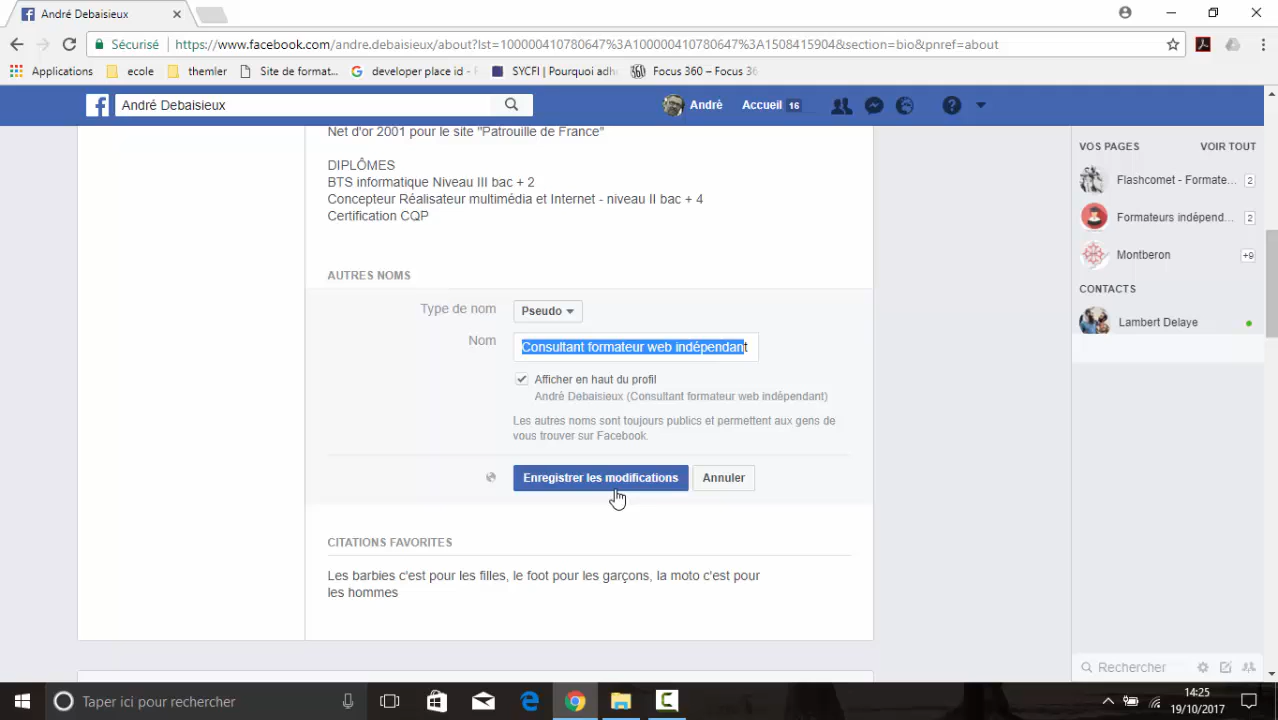 André Debaisieux
Sécurisé
https://www.facebook.com/andre.debaisieux/about?lst=100000410780647%3A100000410780647%3A1508415904&section=bio&pnref=about
Applications
ecole
themler
Site de format...
developer place id -
SYCFI | Pourquoi adh
Focus 360 – Focus 36
André Debaisieux
André
Accueil 16
Net d'or 2001 pour le site "Patrouille de France"
DIPLÔMES
BTS informatique Niveau III bac + 2
Concepteur Réalisateur multimédia et Internet - niveau II bac + 4
Certification CQP
AUTRES NOMS
Type de nom
Pseudo
Nom
Consultant formateur web indépendant
Afficher en haut du profil
André Debaisieux (Consultant formateur web indépendant)
Les autres noms sont toujours publics et permettent aux gens de
vous trouver sur Facebook.
Enregistrer les modifications
Annuler
CITATIONS FAVORITES
Les barbies c'est pour les filles, le foot pour les garçons, la moto c'est pour
les hommes
VOS PAGES
VOIR TOUT
Flashcomet - Formate...
2
Formateurs indépend...
2
Montberon
+9
CONTACTS
Lambert Delaye
Rechercher
Taper ici pour rechercher
14:25
19/10/2017